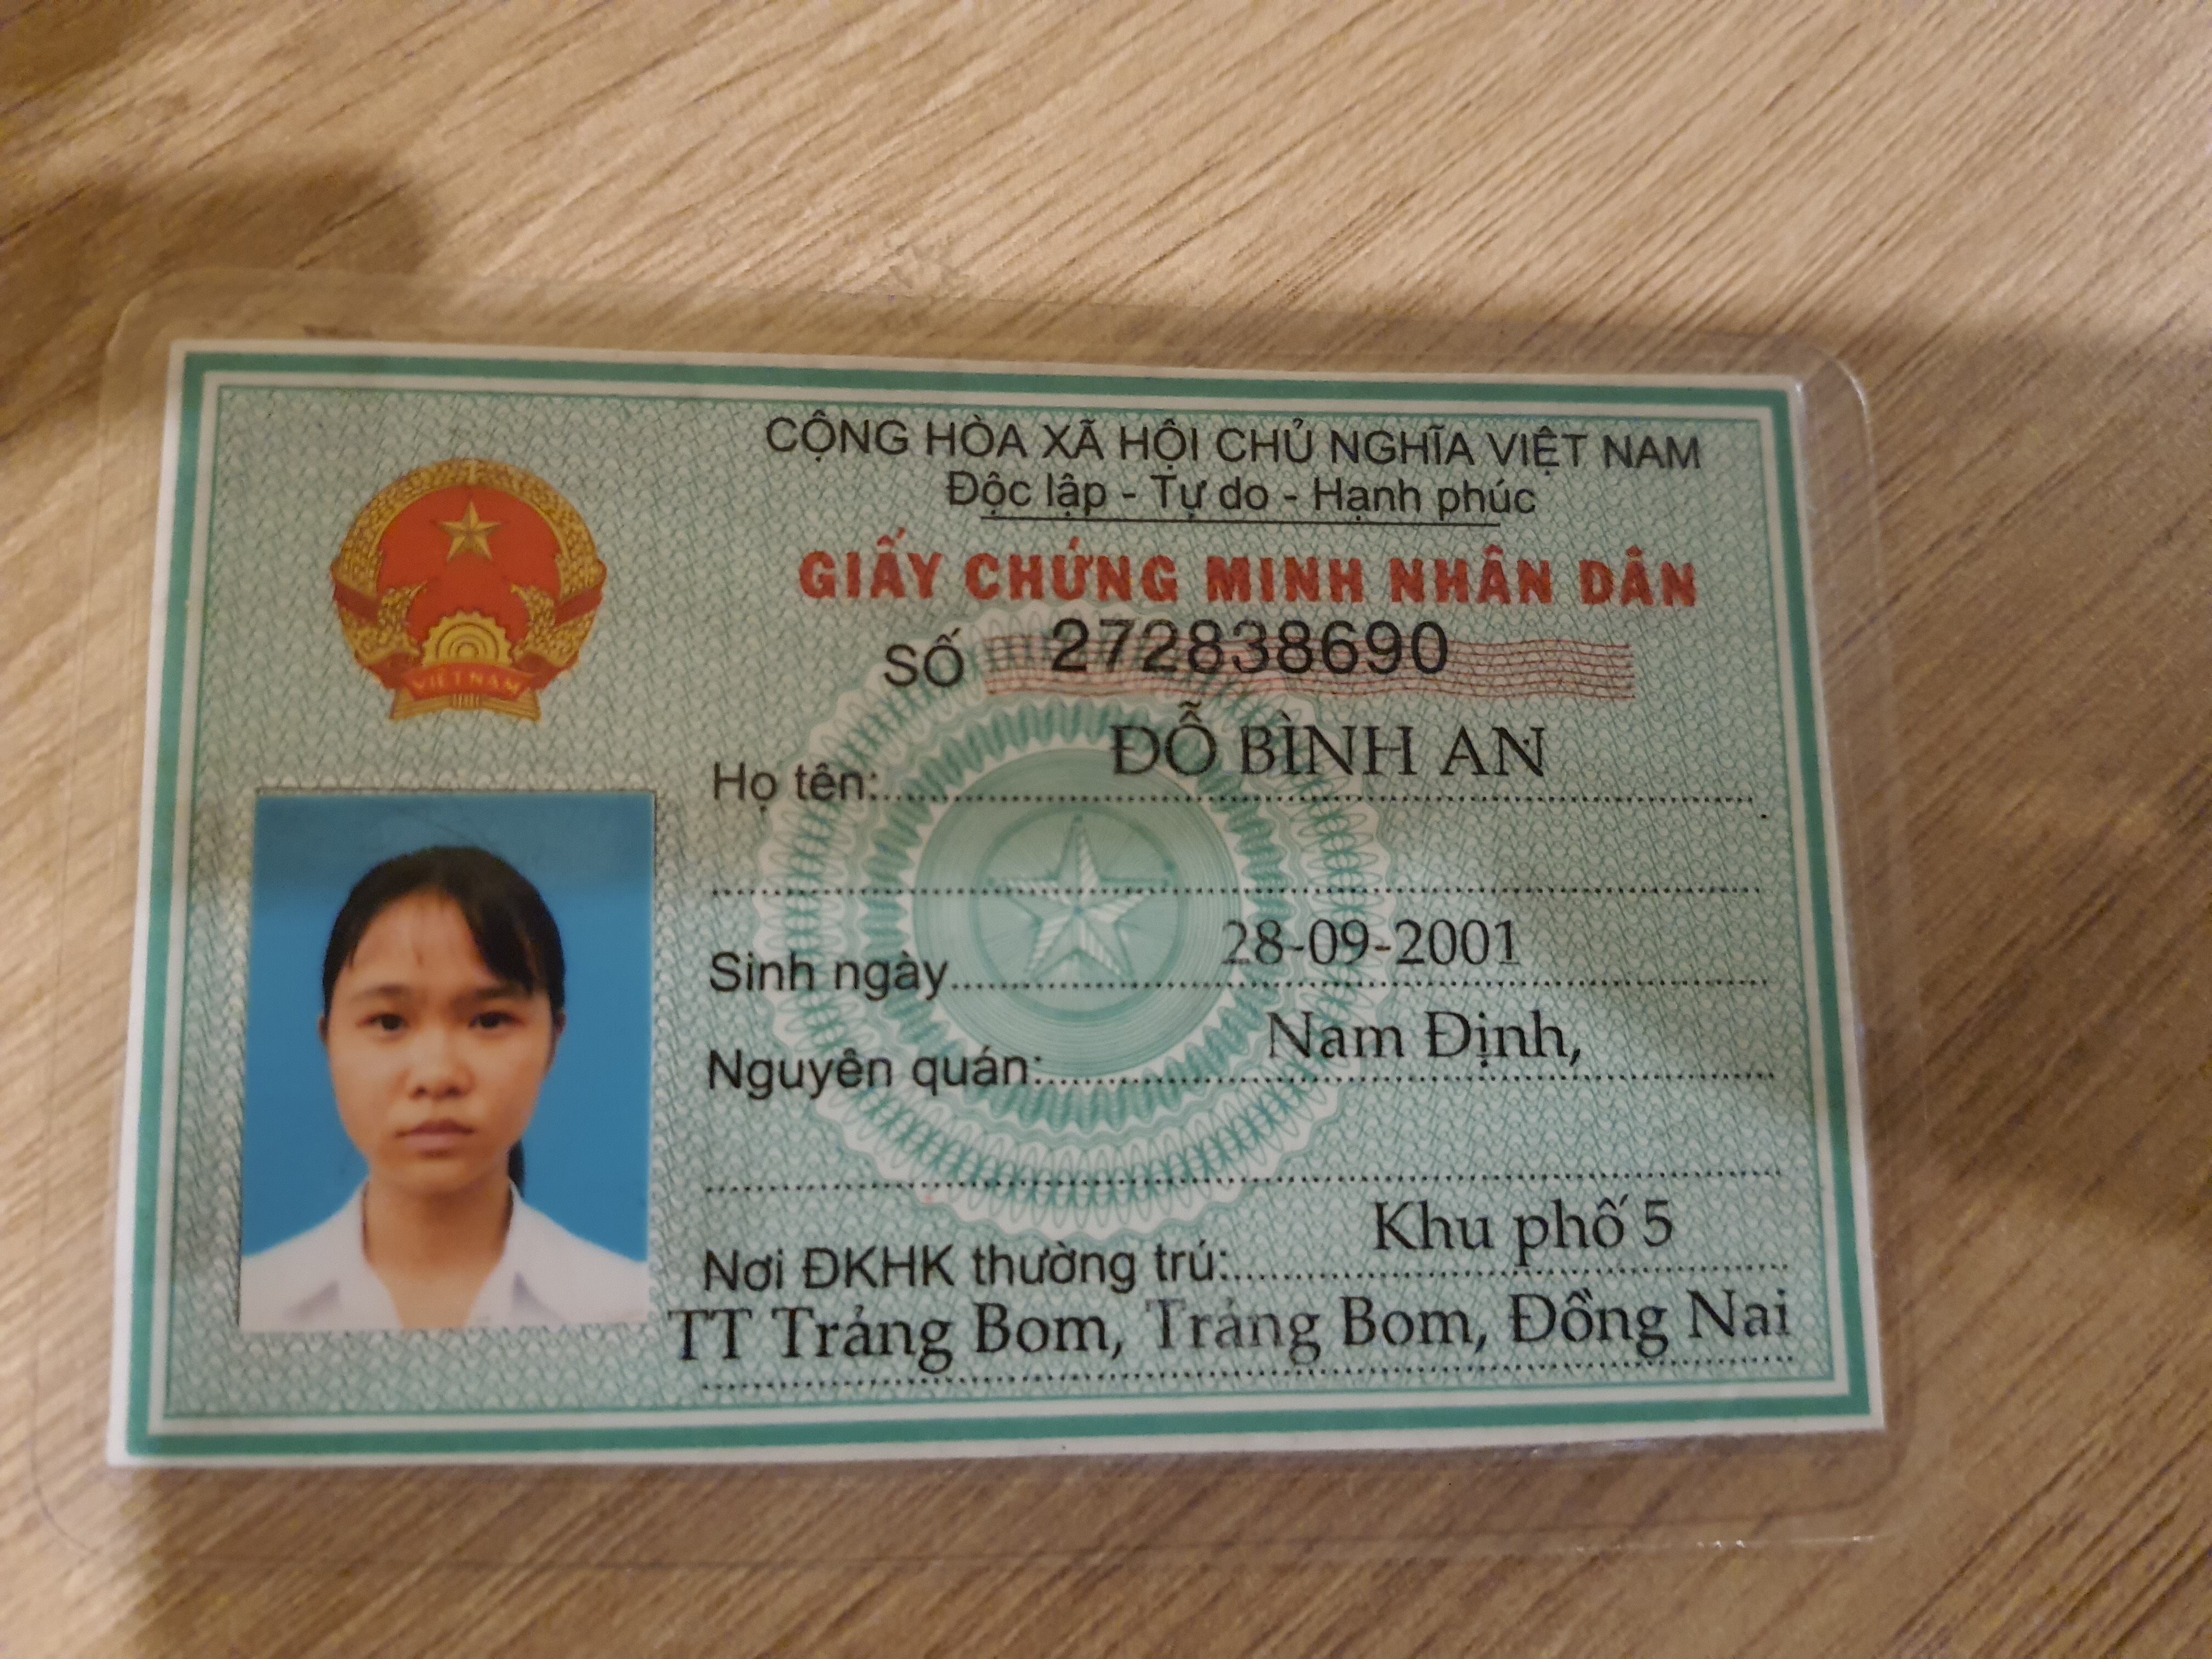 CỘNG HÒA XÃ HỘI CHỦ NGHĨA VIỆT NAM
Độc lập - Tự do - Hạnh phúc
GIẤY CHỨNG MINH NHÂN DÂN
SỐ 272838690
VIỆT NAM
Họ tên: ĐỖ BÌNH AN
Sinh ngày 28-09-2001
Nguyên quán: Nam Định,
Nơi ĐKHK thường trú: Khu phố 5
TT Trảng Bom, Trảng Bom, Đồng Nai